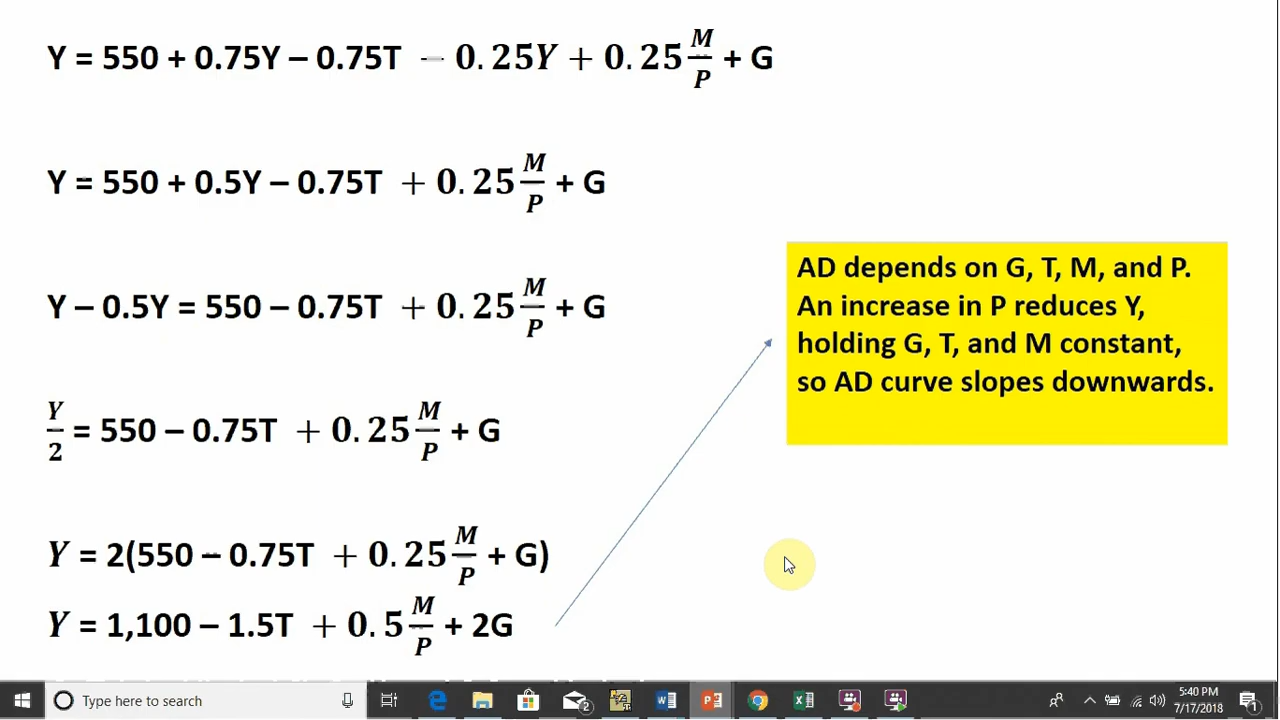 Y = 550 + 0.75Y – 0.75T − 0.25Y + 0.25 M/P + G
Y = 550 + 0.5Y – 0.75T + 0.25 M/P + G
Y – 0.5Y = 550 – 0.75T + 0.25 M/P + G
Y/2 = 550 – 0.75T + 0.25 M/P + G
Y = 2(550 – 0.75T + 0.25 M/P + G)
Y = 1,100 – 1.5T + 0.5 M/P + 2G
AD depends on G, T, M, and P.
An increase in P reduces Y,
holding G, T, and M constant,
so AD curve slopes downwards.
Type here to search
2
5:40 PM
7/17/2018
1